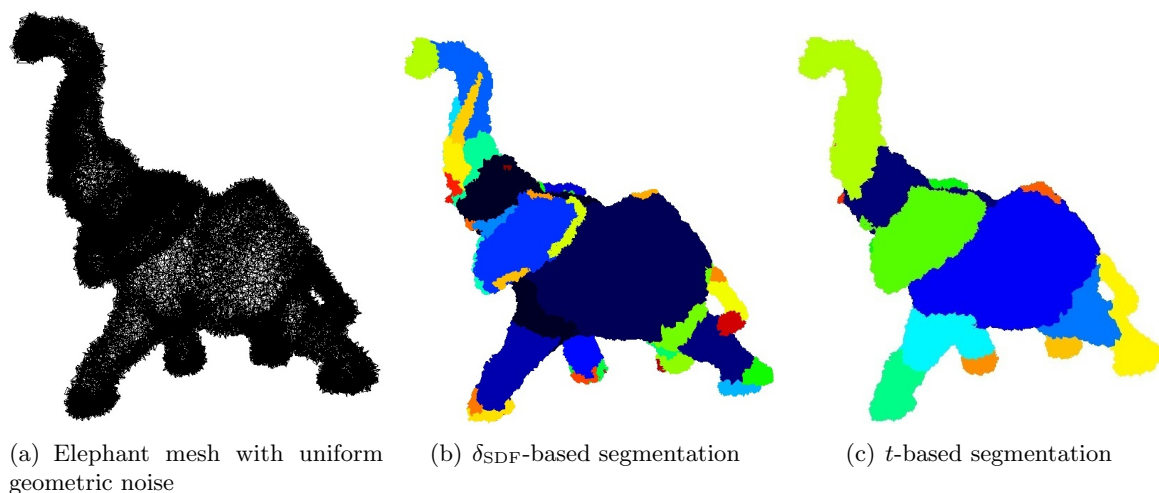 (a) Elephant mesh with uniform
geometric noise
(b) δSDF-based segmentation
(c) t-based segmentation